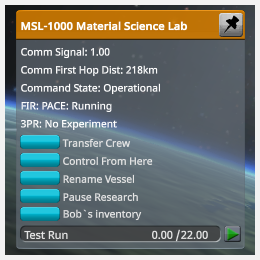 MSL-1000 Material Science Lab
Comm Signal: 1.00
Comm First Hop Dist: 218km
Command State: Operational
FIR: PACE: Running
3PR: No Experiment
Transfer Crew
Control From Here
Rename Vessel
Pause Research
Bob`s inventory
Test Run 0.00 /22.00